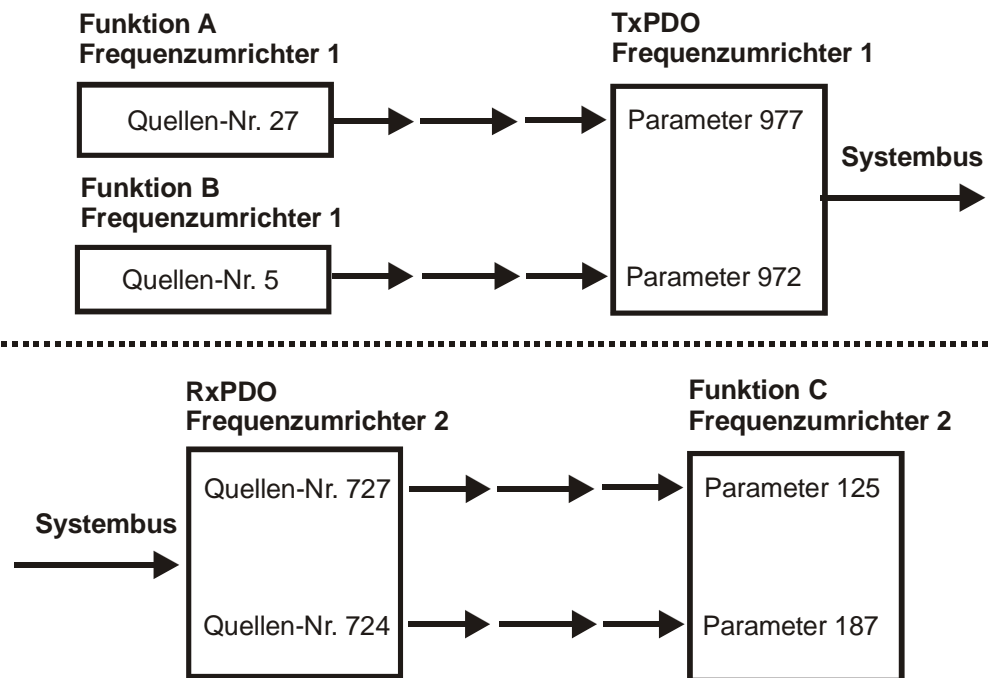 Funktion A
Frequenzumrichter 1
Quellen-Nr. 27
Funktion B
Frequenzumrichter 1
Quellen-Nr. 5
TxPDO
Frequenzumrichter 1
Parameter 977
Parameter 972
Systembus
RxPDO
Frequenzumrichter 2
Systembus
Quellen-Nr. 727
Quellen-Nr. 724
Funktion C
Frequenzumrichter 2
Parameter 125
Parameter 187